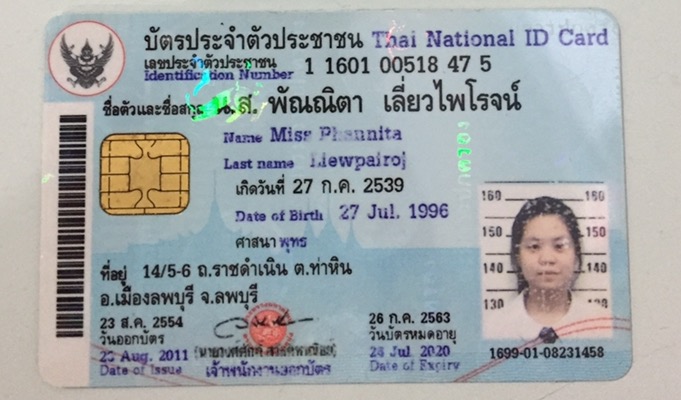 บัตรประจำตัวประชาชน Thai National ID Card
เลขประจำตัวประชาชน
Identification Number 1 1601 00518 47 5
ชื่อตัวและชื่อสกุล น.ส. พัณณิตา เลี่ยวไพโรจน์
Name Miss Phannita
Last name Liewpairoj
เกิดวันที่ 27 ก.ค. 2539
Date of Birth 27 Jul. 1996
ศาสนา พุทธ
ที่อยู่ 14/5-6 ถ.ราชดำเนิน ต.ท่าหิน
อ.เมืองลพบุรี จ.ลพบุรี
23 ส.ค. 2554
วันออกบัตร
23 Aug. 2011
Date of Issue
เจ้าพนักงานออกบัตร
26 ก.ค. 2563
วันบัตรหมดอายุ
26 Jul. 2020
Date of Expiry
160 160
150 150
140 140
130
1699-01-08231458